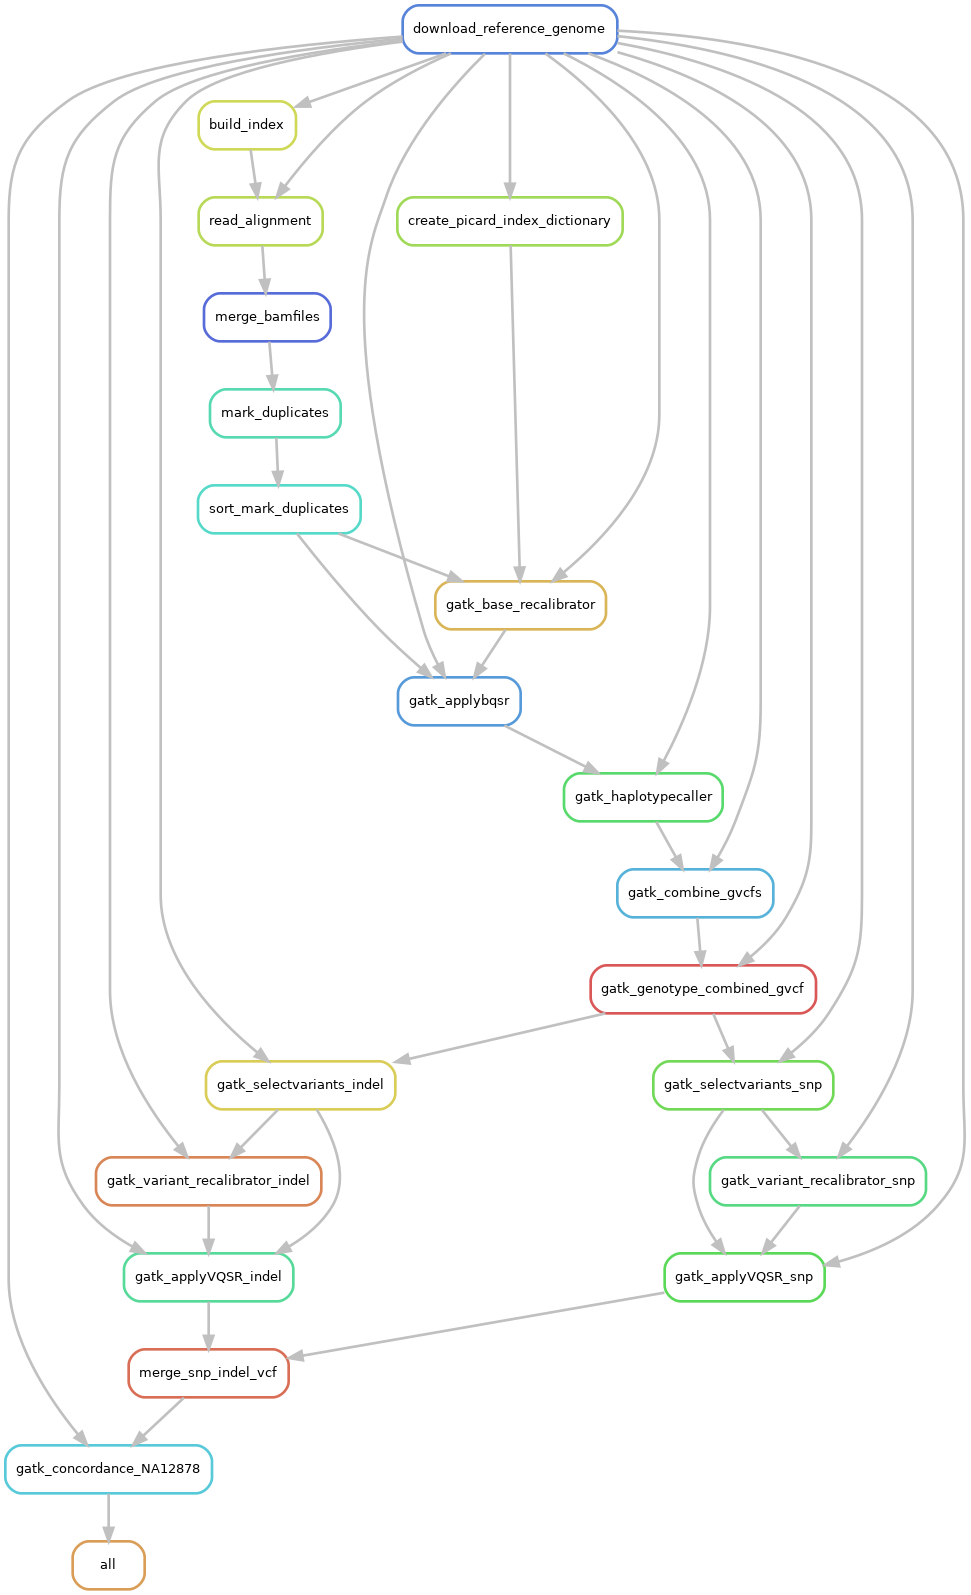 download_reference_genome
build_index
read_alignment
create_picard_index_dictionary
merge_bamfiles
mark_duplicates
sort_mark_duplicates
gatk_base_recalibrator
gatk_applybqsr
gatk_haplotypecaller
gatk_combine_gvcfs
gatk_genotype_combined_gvcf
gatk_selectvariants_indel
gatk_selectvariants_snp
gatk_variant_recalibrator_indel
gatk_variant_recalibrator_snp
gatk_applyVQSR_indel
gatk_applyVQSR_snp
merge_snp_indel_vcf
gatk_concordance_NA12878
all